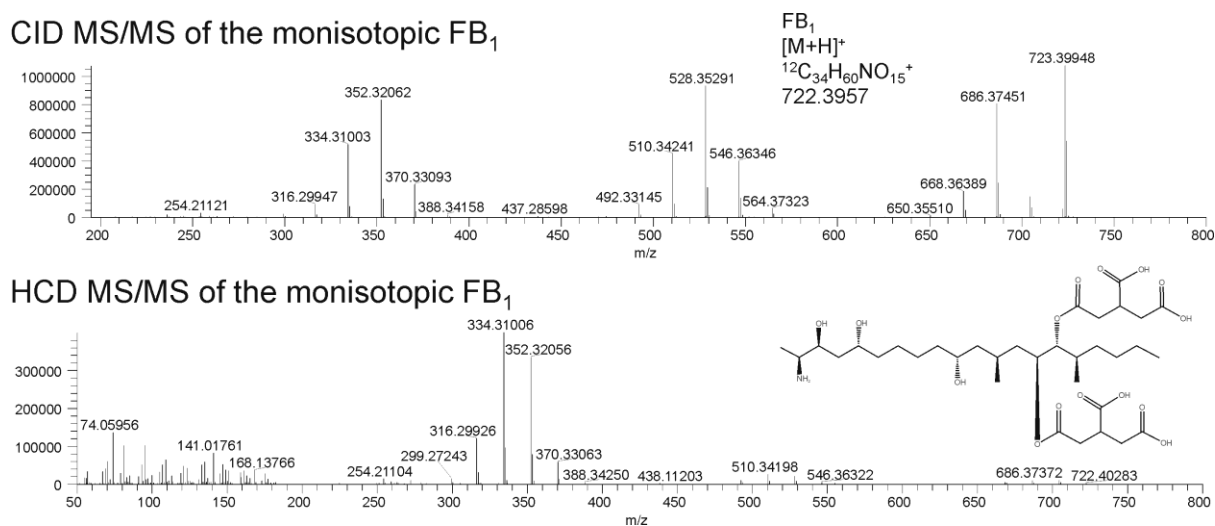 CID MS/MS of the monisotopic FB₁
FB₁
[M+H]⁺
¹²C₃₄H₆₀NO₁₅⁺
722.3957
1000000
800000
600000
400000
200000
0
254.21121
316.29947
334.31003
352.32062
370.33093
388.34158
437.28598
492.33145
510.34241
528.35291
546.36346
564.37323
650.35510
668.36389
686.37451
723.39948
200 250 300 350 400 450 500 550 600 650 700 750 800
m/z
HCD MS/MS of the monisotopic FB₁
300000
200000
100000
0
74.05956
141.01761
168.13766
254.21104
299.27243
316.29926
334.31006
352.32056
370.33063
388.34250
438.11203
510.34198
546.36322
686.37372
722.40283
50 100 150 200 250 300 350 400 450 500 550 600 650 700 750 800
m/z
O OH
O
O
OH
O
OH OH
NH₂
OH
O OH
O
O
OH
O